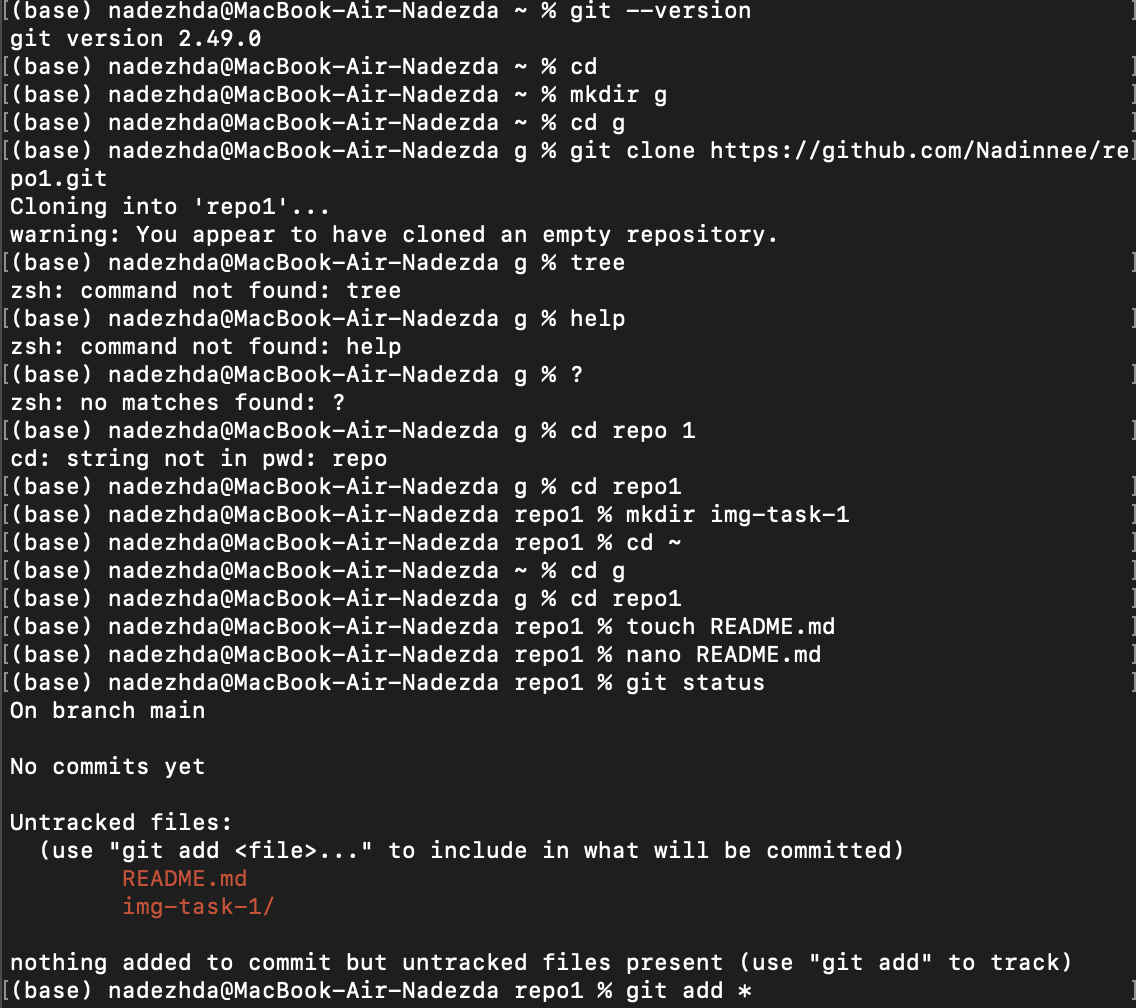 [(base) nadezhda@MacBook-Air-Nadezda ~ % git --version ]
git version 2.49.0
[(base) nadezhda@MacBook-Air-Nadezda ~ % cd ]
[(base) nadezhda@MacBook-Air-Nadezda ~ % mkdir g ]
[(base) nadezhda@MacBook-Air-Nadezda ~ % cd g ]
[(base) nadezhda@MacBook-Air-Nadezda g % git clone https://github.com/Nadinnee/re]
po1.git
Cloning into 'repo1'...
warning: You appear to have cloned an empty repository.
[(base) nadezhda@MacBook-Air-Nadezda g % tree ]
zsh: command not found: tree
[(base) nadezhda@MacBook-Air-Nadezda g % help ]
zsh: command not found: help
[(base) nadezhda@MacBook-Air-Nadezda g % ? ]
zsh: no matches found: ?
[(base) nadezhda@MacBook-Air-Nadezda g % cd repo 1 ]
cd: string not in pwd: repo
[(base) nadezhda@MacBook-Air-Nadezda g % cd repo1 ]
[(base) nadezhda@MacBook-Air-Nadezda repo1 % mkdir img-task-1 ]
[(base) nadezhda@MacBook-Air-Nadezda repo1 % cd ~ ]
[(base) nadezhda@MacBook-Air-Nadezda ~ % cd g ]
[(base) nadezhda@MacBook-Air-Nadezda g % cd repo1 ]
[(base) nadezhda@MacBook-Air-Nadezda repo1 % touch README.md ]
[(base) nadezhda@MacBook-Air-Nadezda repo1 % nano README.md ]
[(base) nadezhda@MacBook-Air-Nadezda repo1 % git status ]
On branch main
No commits yet
Untracked files:
(use "git add <file>..." to include in what will be committed)
README.md
img-task-1/
nothing added to commit but untracked files present (use "git add" to track)
[(base) nadezhda@MacBook-Air-Nadezda repo1 % git add * ]